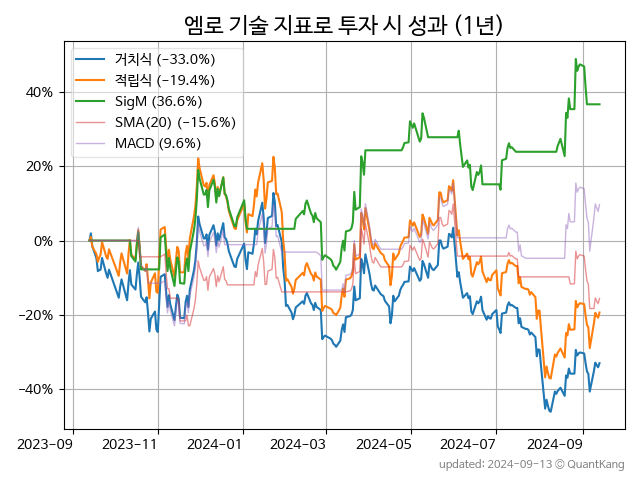 엠로 기술 지표로 투자 시 성과 (1년)
거치식 (−33.0%)
적립식 (−19.4%)
SigM (36.6%)
SMA(20) (−15.6%)
MACD (9.6%)
40%
20%
0%
−20%
−40%
2023-09 2023-11 2024-01 2024-03 2024-05 2024-07 2024-09
updated: 2024-09-13 © QuantKang